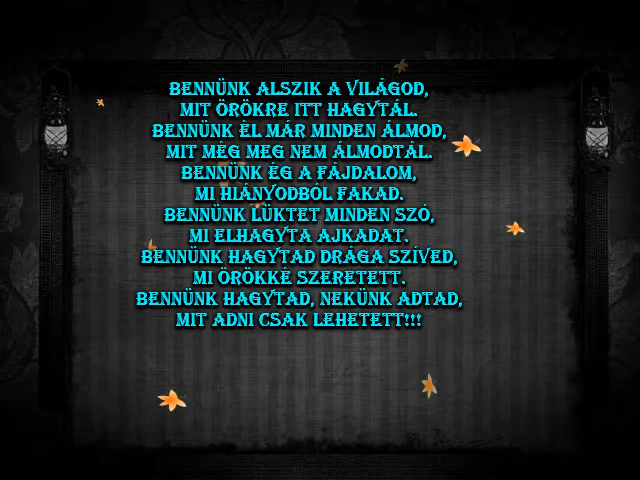 BENNÜNK ALSZIK A VILÁGOD,
MIT ÖRÖKRE ITT HAGYTÁL.
BENNÜNK ÉL MÁR MINDEN ÁLMOD,
MIT MÉG MEG NEM ÁLMODTÁL.
BENNÜNK ÉG A FÁJDALOM,
MI HIÁNYODBÓL FAKAD.
BENNÜNK LÜKTET MINDEN SZÓ,
MI ELHAGYTA AJKADAT.
BENNÜNK HAGYTAD DRÁGA SZÍVED,
MI ÖRÖKKÉ SZERETETT.
BENNÜNK HAGYTAD, NEKÜNK ADTAD,
MIT ADNI CSAK LEHETETT!!!